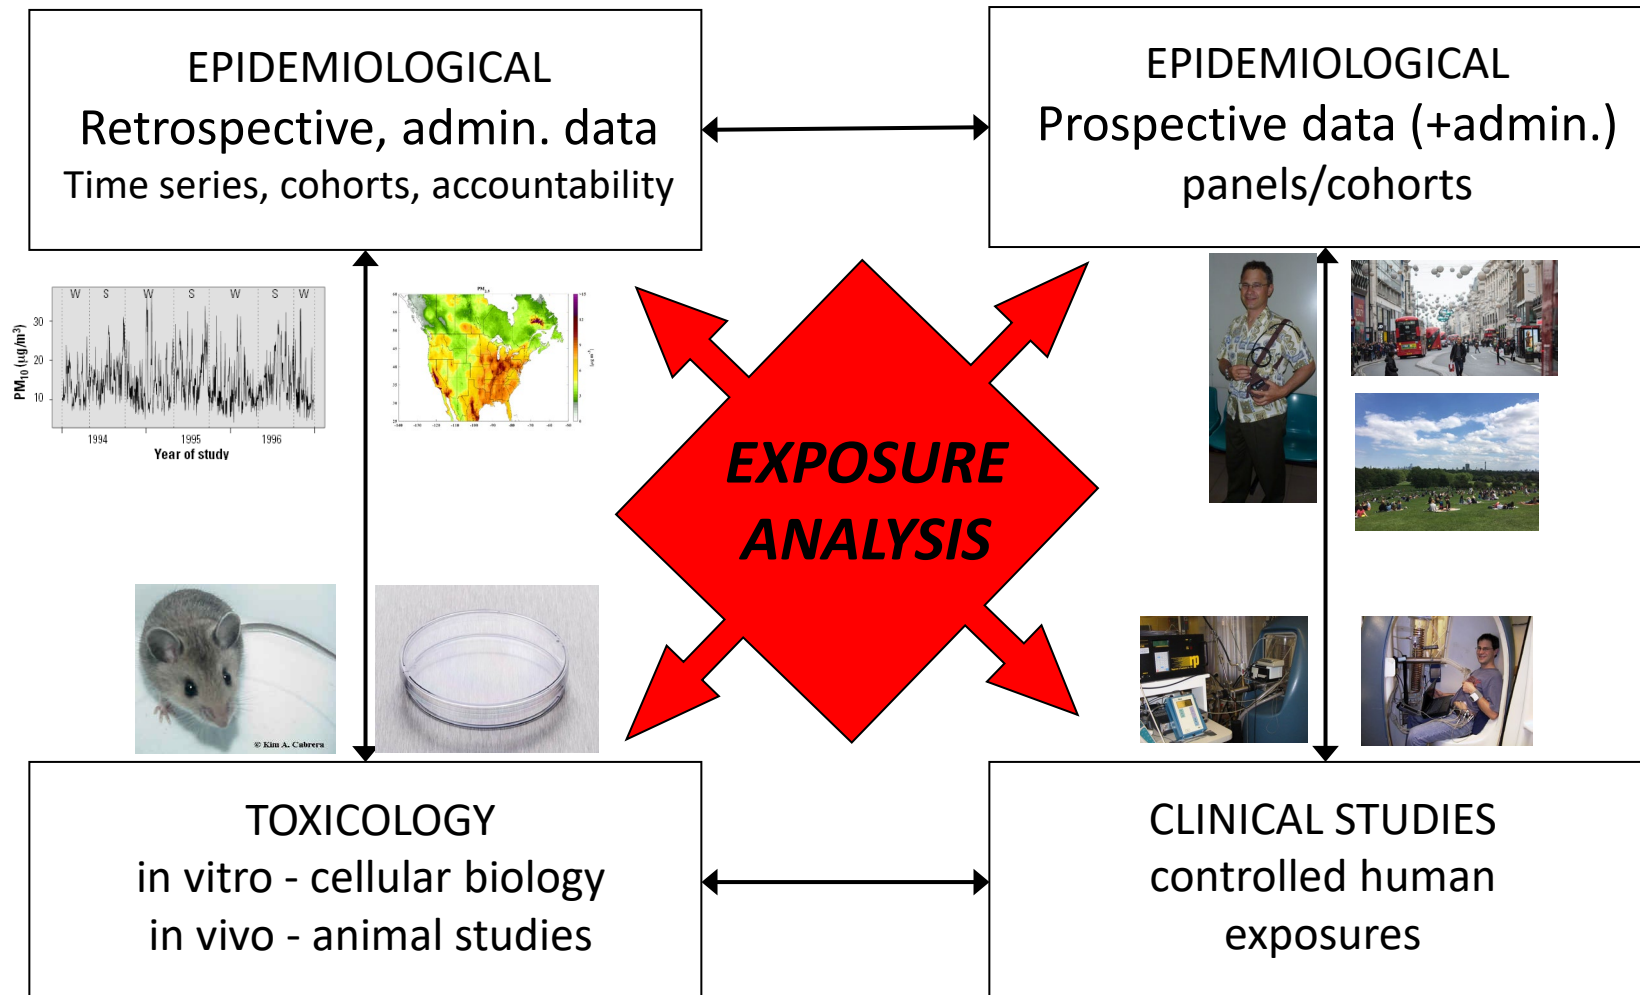 EPIDEMIOLOGICAL
Retrospective, admin. data
Time series, cohorts, accountability
EPIDEMIOLOGICAL
Prospective data (+admin.)
panels/cohorts
W S W S W S W
PM10 (µg/m³)
30
20
10
1994 1995 1996
Year of study
PM2.5
EXPOSURE
ANALYSIS
© Kim A. Cabrera
TOXICOLOGY
in vitro - cellular biology
in vivo - animal studies
CLINICAL STUDIES
controlled human
exposures